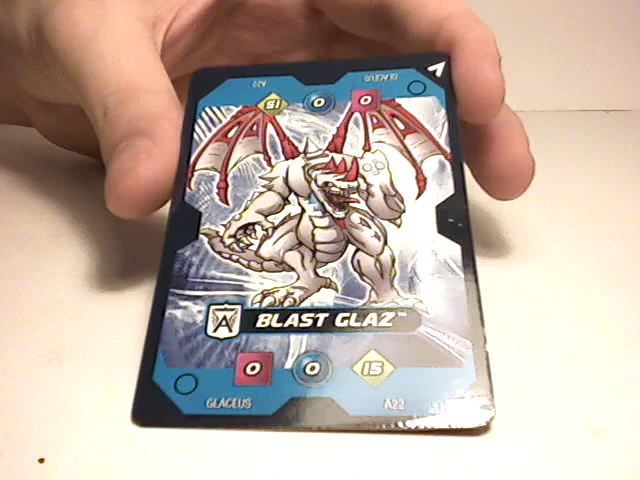 A22 GLACEUS
15 0 0
A BLAST GLAZ™
0 0 15
GLACEUS A22